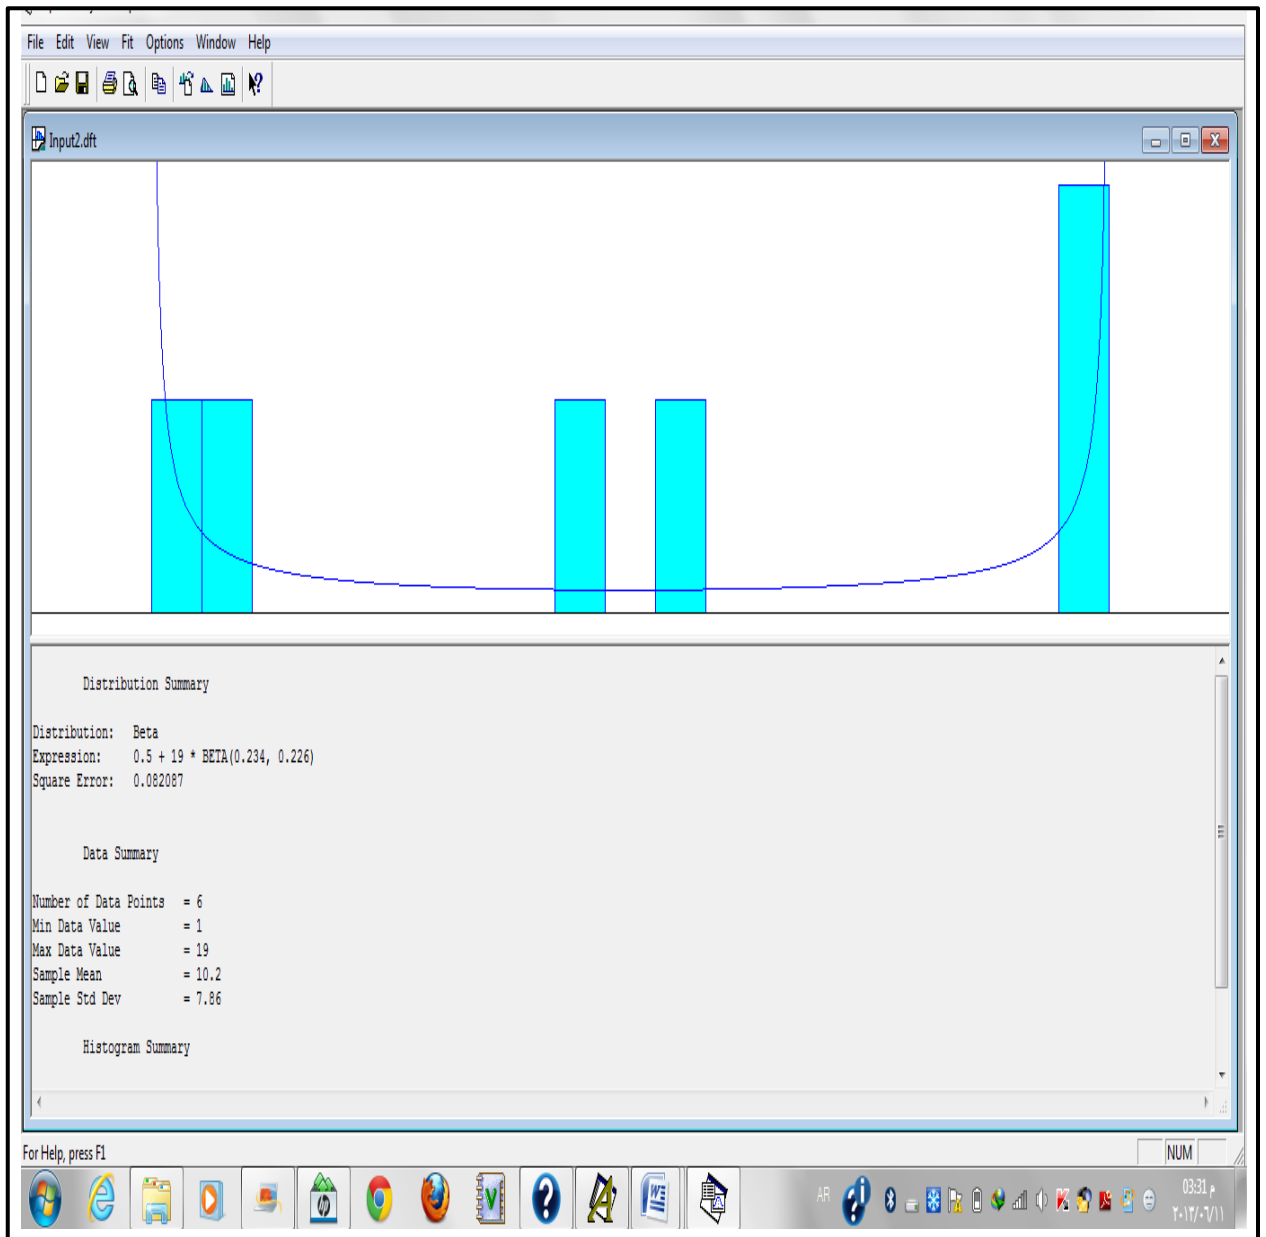 File Edit View Fit Options Window Help
Input2.dft
Distribution Summary
Distribution: Beta
Expression: 0.5 + 19 * BETA(0.234, 0.226)
Square Error: 0.082087
Data Summary
Number of Data Points = 6
Min Data Value = 1
Max Data Value = 19
Sample Mean = 10.2
Sample Std Dev = 7.86
Histogram Summary
For Help, press F1
NUM
AR
03:31 م
٢٠١٣/٠٦/١١